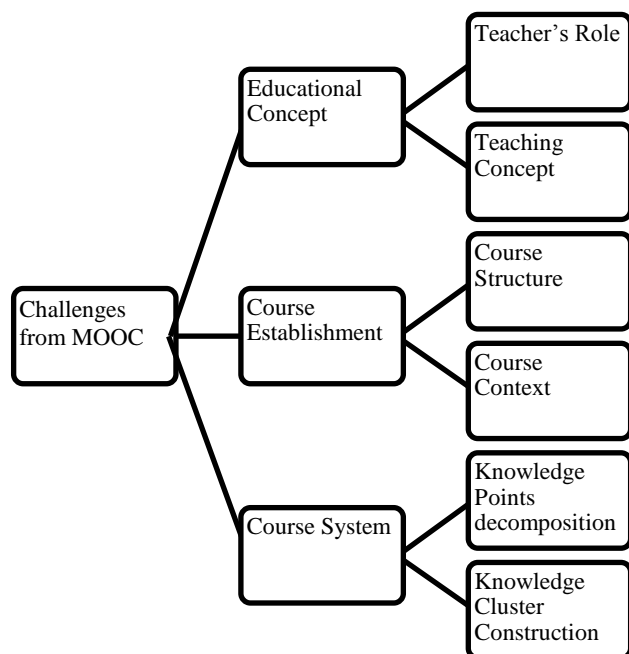 Teacher’s Role
Educational
Concept
Teaching
Concept
Course
Structure
Challenges
from MOOC
Course
Establishment
Course
Context
Knowledge
Points
decomposition
Course System
Knowledge
Cluster
Construction